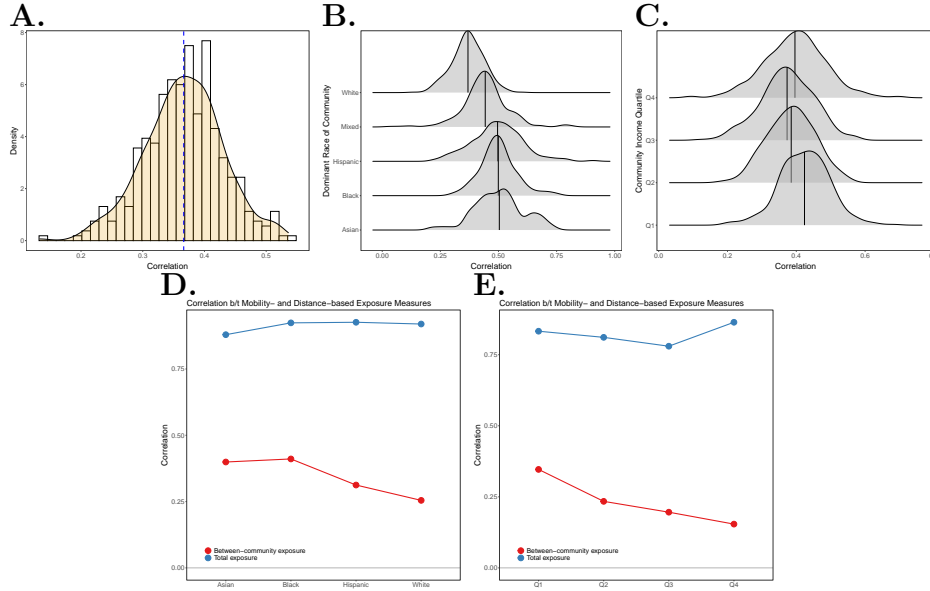 A.
Density
8
6
4
2
0
0.2 0.3 0.4 0.5
Correlation
B.
Dominant Race of Community
White
Mixed
Hispanic
Black
Asian
0.00 0.25 0.50 0.75 1.00
Correlation
C.
Community Income Quartile
Q4
Q3
Q2
Q1
0.0 0.2 0.4 0.6
Correlation
D.
Correlation b/t Mobility− and Distance−based Exposure Measures
Correlation
0.75
0.50
0.25
0.00
Between−community exposure
Total exposure
Asian Black Hispanic White
E.
Correlation b/t Mobility− and Distance−based Exposure Measures
Correlation
0.75
0.50
0.25
0.00
Between−community exposure
Total exposure
Q1 Q2 Q3 Q4